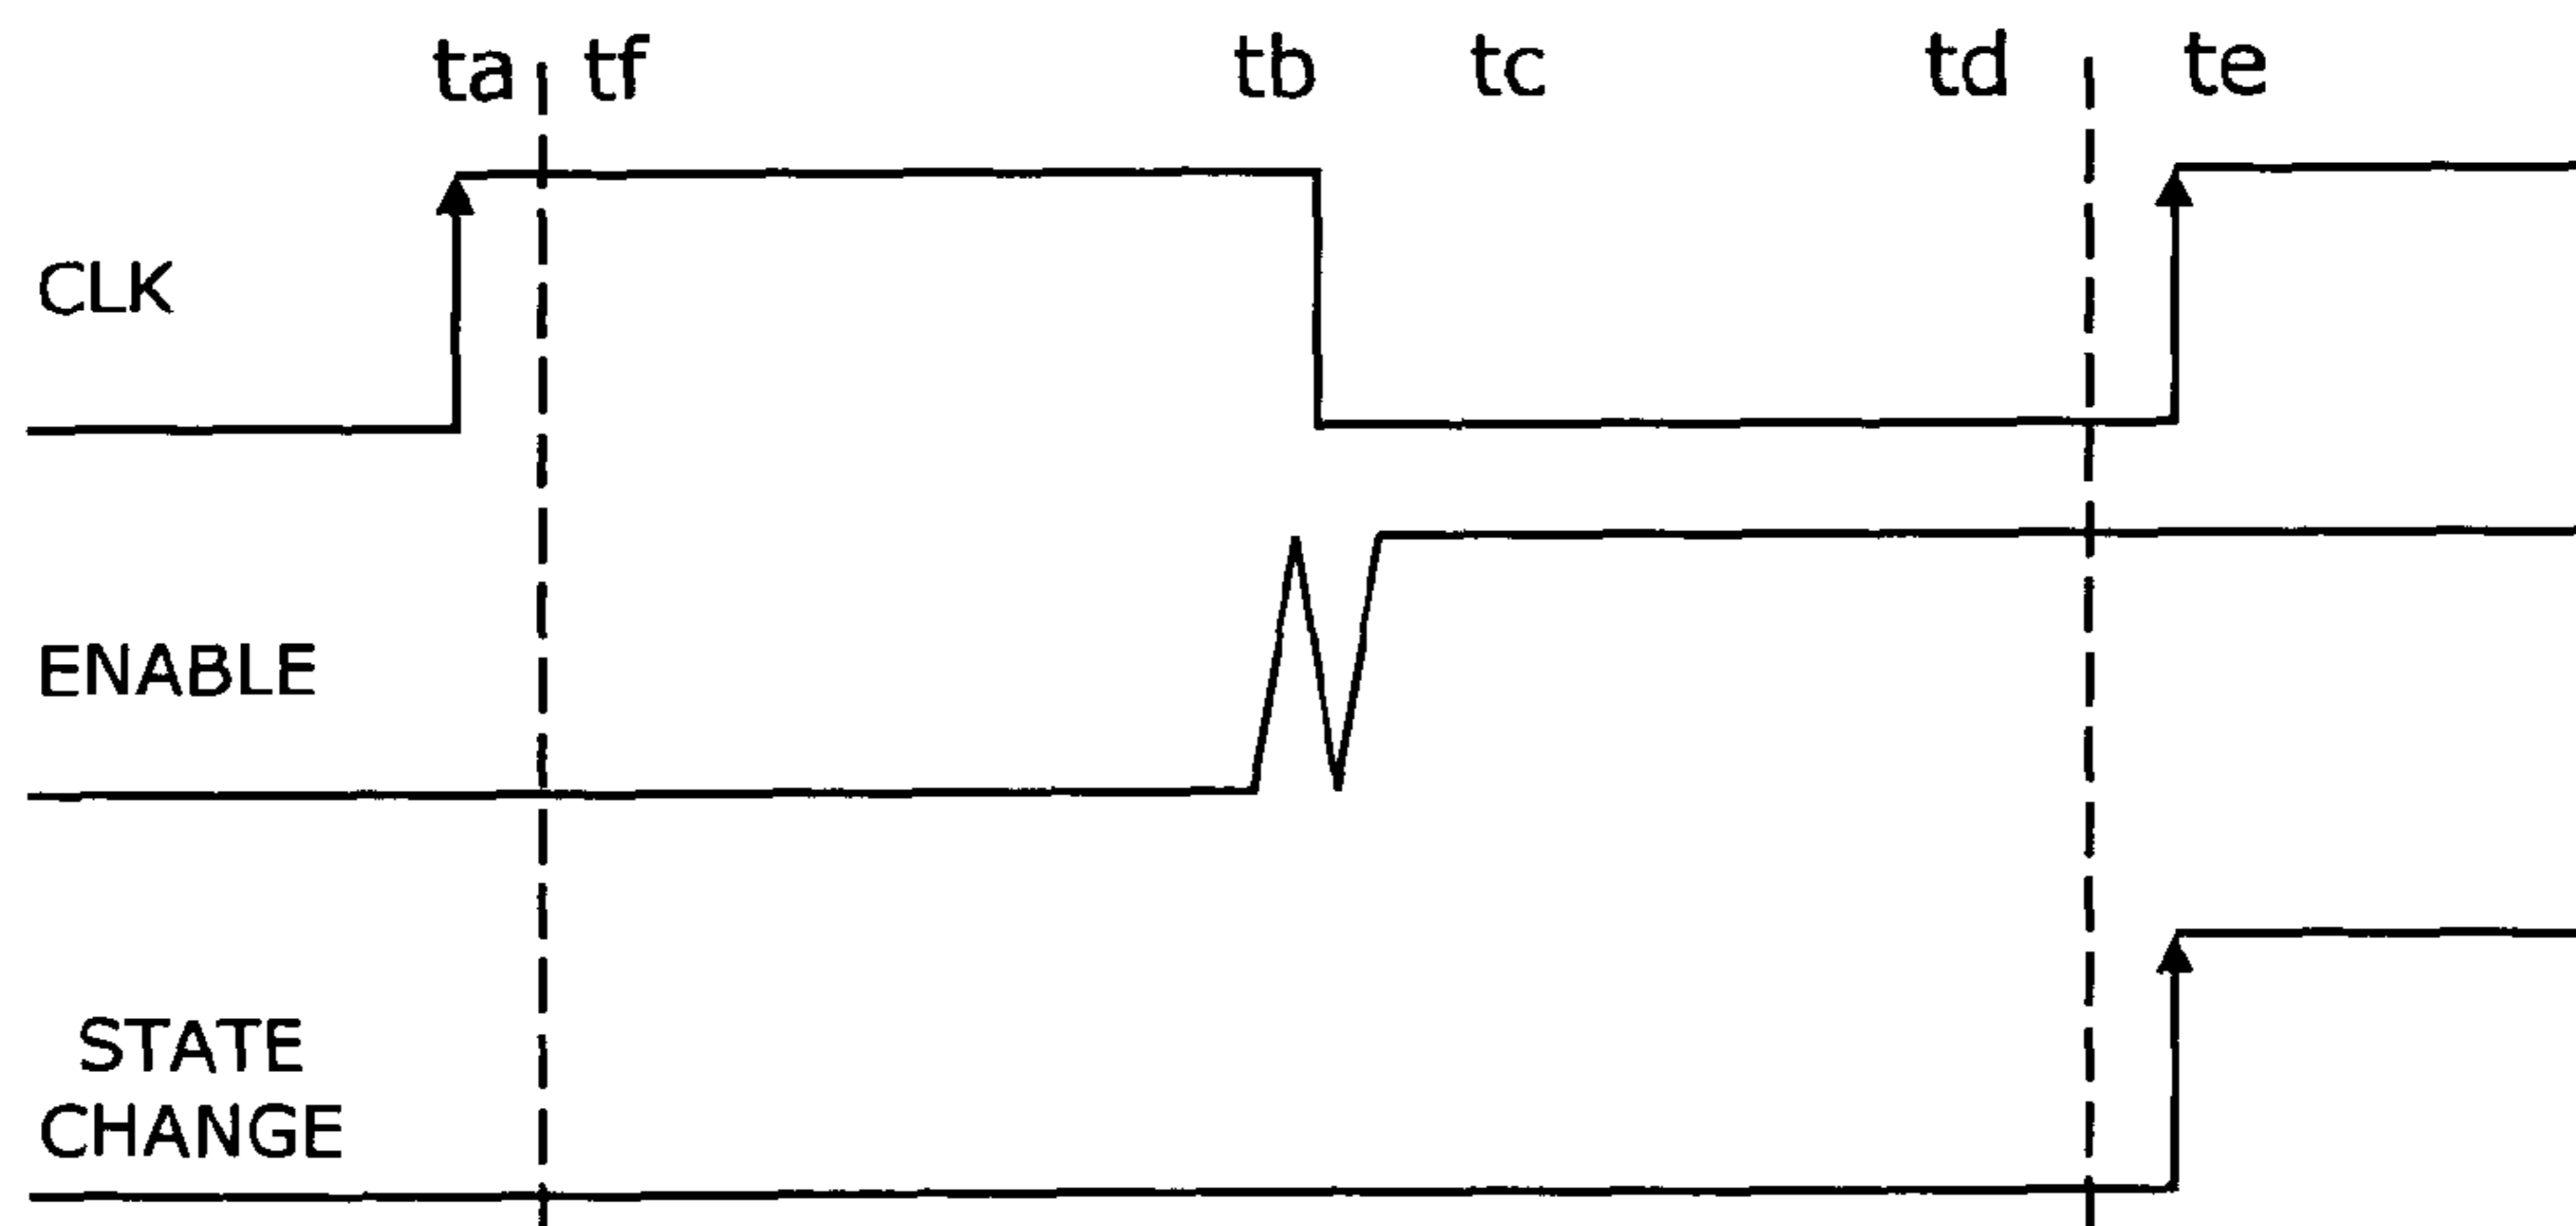 ta tf tb tc td te
CLK
ENABLE
STATE
CHANGE